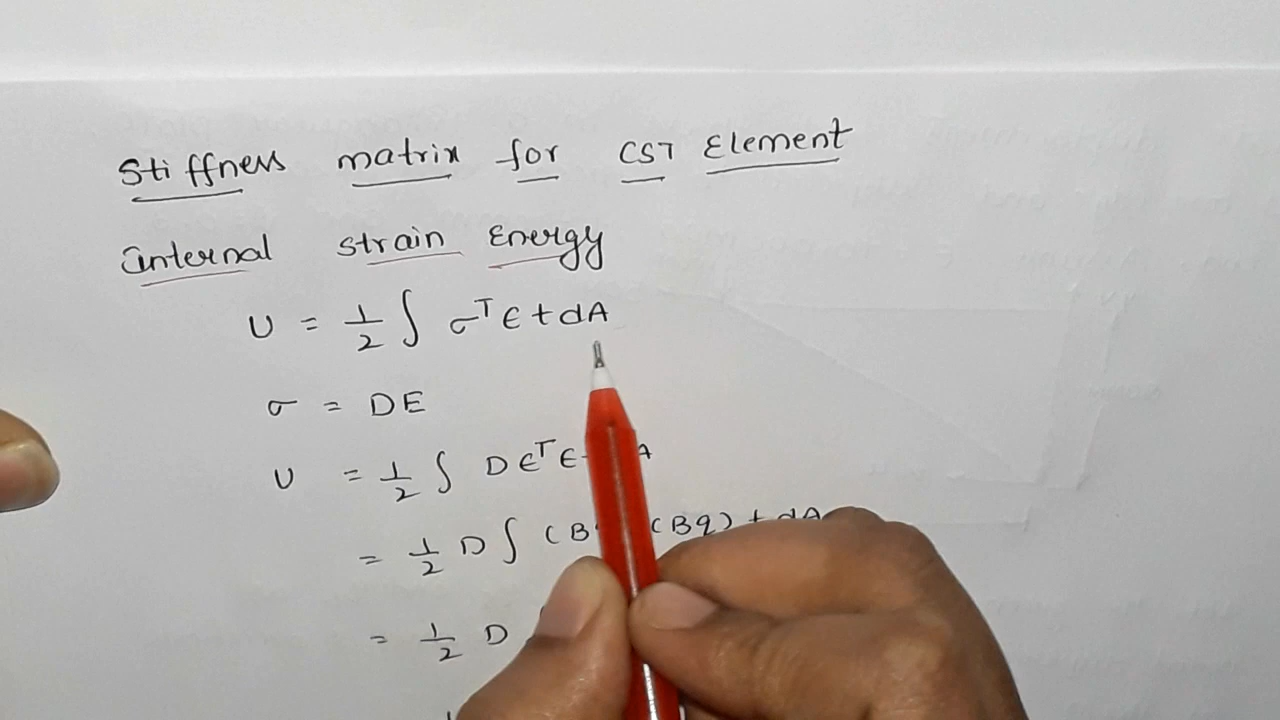 Stiffness matrix for CST Element
internal strain Energy
U = 1/2 ∫ σᵀ ϵ t dA
σ = DE
U = 1/2 ∫ D ϵᵀ ϵ A
= 1/2 D ∫ (B (Bq) t dA
= 1/2 D